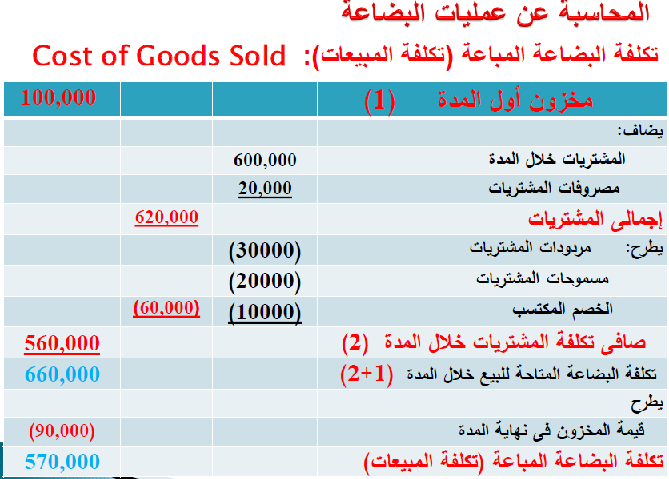 المحاسبة عن عمليات البضاعة
تكلفة البضاعة المباعة (تكلفة المبيعات): Cost of Goods Sold
مخزون أول المدة (1) 100,000
يضاف:
المشتريات خلال المدة 600,000
مصروفات المشتريات 20,000
إجمالى المشتريات 620,000
يطرح: مردودات المشتريات (30000)
مسموحات المشتريات (20000)
الخصم المكتسب (10000) (60,000)
صافى تكلفة المشتريات خلال المدة (2) 560,000
تكلفة البضاعة المتاحة للبيع خلال المدة (1+2) 660,000
يطرح
قيمة المخزون فى نهاية المدة (90,000)
تكلفة البضاعة المباعة (تكلفة المبيعات) 570,000